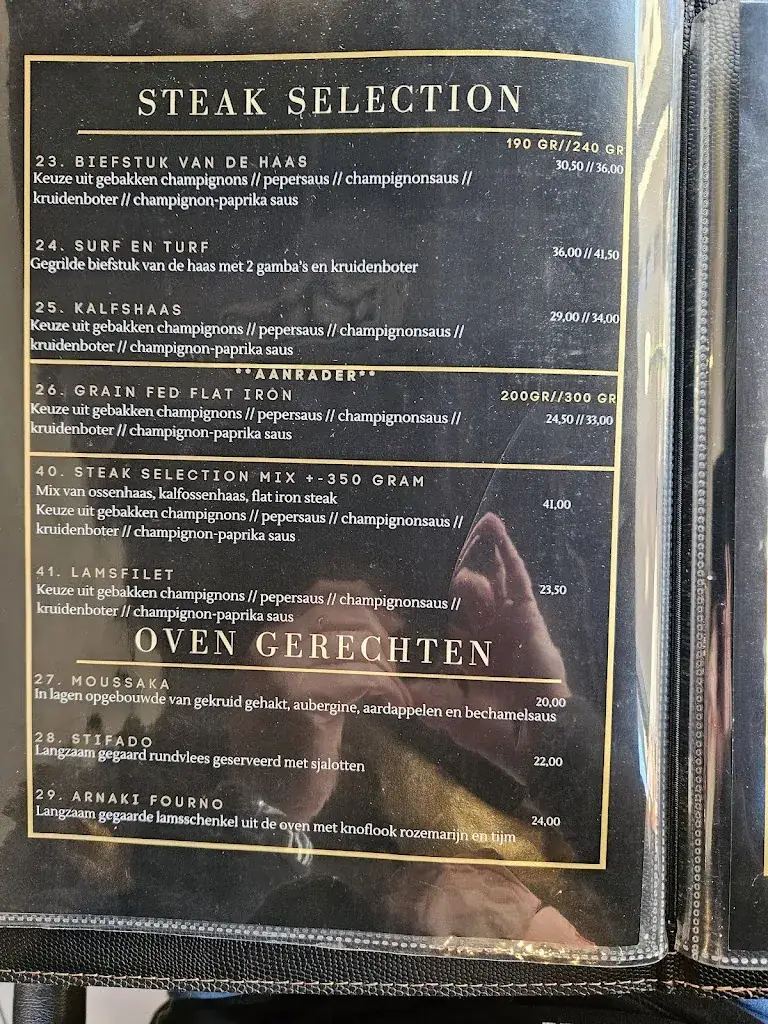 STEAK SELECTION
190 GR//240 GR
23. BIEFSTUK VAN DE HAAS
30,50 // 36,00
Keuze uit gebakken champignons // pepersaus // champignonsaus //
kruidenboter // champignon-paprika saus
24. SURF EN TURF
36,00 // 41,50
Gegrilde biefstuk van de haas met 2 gamba's en kruidenboter
25. KALFSHAAS
29,00 // 34,00
Keuze uit gebakken champignons // pepersaus // champignonsaus //
kruidenboter // champignon-paprika saus
**AANRADER**
26. GRAIN FED FLAT IRON
200GR//300 GR
Keuze uit gebakken champignons // pepersaus // champignonsaus //
24,50 // 33,00
kruidenboter // champignon-paprika saus
40. STEAK SELECTION MIX +-350 GRAM
Mix van ossenhaas, kalfossenhaas, flat iron steak
41,00
Keuze uit gebakken champignons // pepersaus // champignonsaus //
kruidenboter // champignon-paprika saus
41. LAMSFILET
23,50
Keuze uit gebakken champignons // pepersaus // champignonsaus //
kruidenboter // champignon-paprika saus
OVEN GERECHTEN
27. MOUSSAKA
20,00
In lagen opgebouwde van gekruid gehakt, aubergine, aardappelen en bechamelsaus
28. STIFADO
22,00
Langzaam gegaard rundvlees geserveerd met sjalotten
29. ARNAKI FOURNO
24,00
Langzaam gegaarde lamsschenkel uit de oven met knoflook rozemarijn en tijm